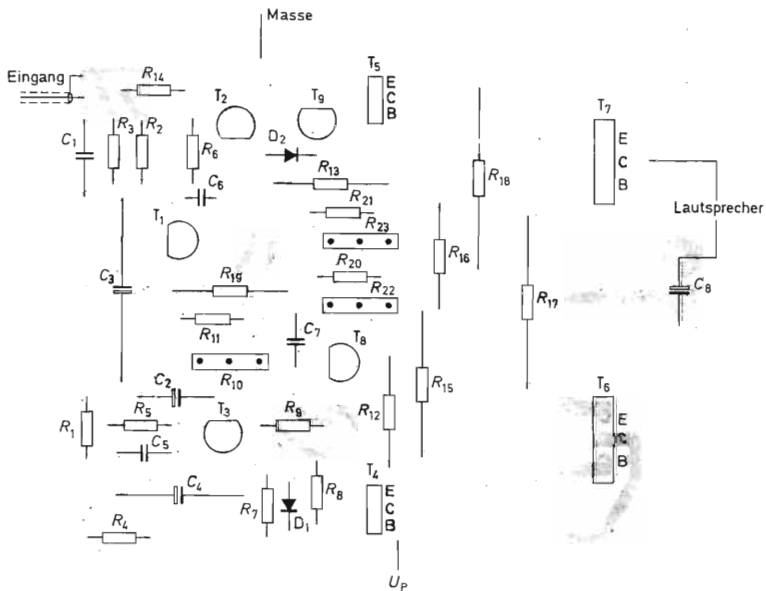 Masse
Eingang
R14
T2
T9
T5
E
C
B
T7
E
C
B
C1
R3
R2
R6
D2
R13
R18
C6
R21
Lautsprecher
T1
R23
R16
C3
R19
R20
R22
C8
R17
R11
C7
T8
R10
R15
C2
T6
E
C
B
R1
R5
T3
R9
R12
C5
C4
R7
D1
R8
T4
E
C
B
R4
UP